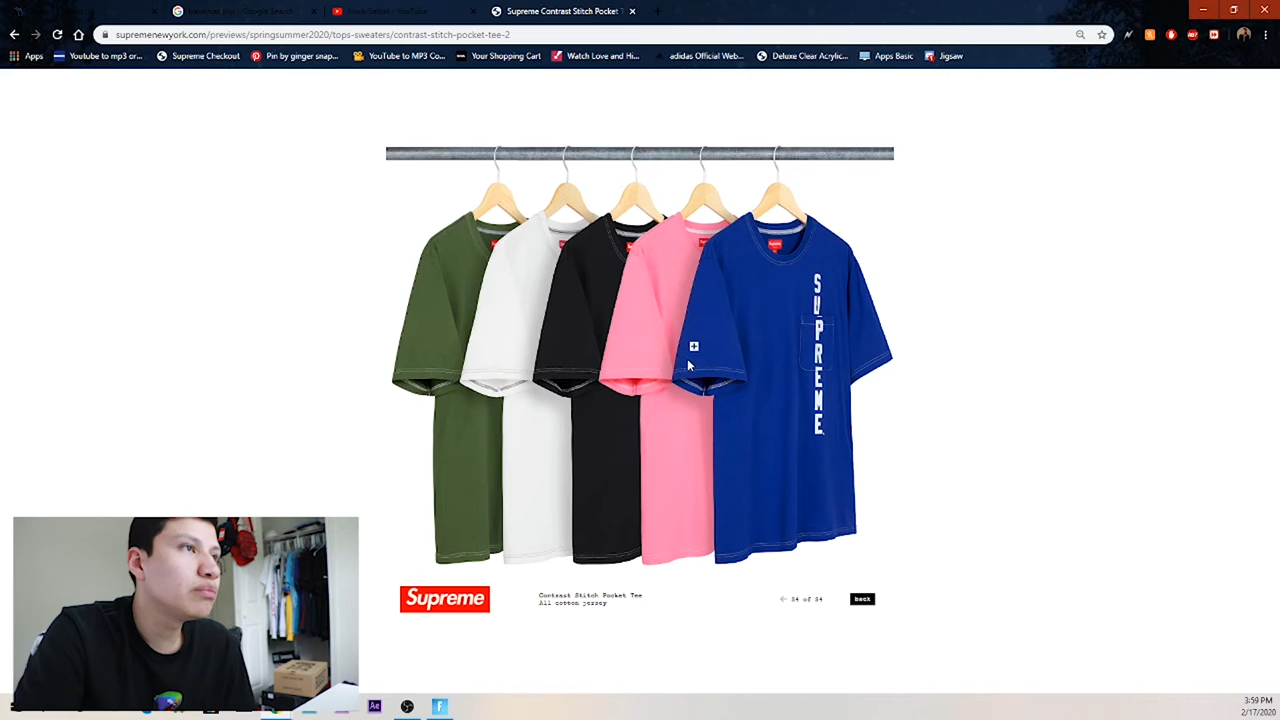 Supreme Contrast Stitch Pocket T
supremenewyork.com/previews/springsummer2020/tops-sweaters/contrast-stitch-pocket-tee-2
Apps
Youtube to mp3 or...
Supreme Checkout
Pin by ginger snap...
YouTube to MP3 Co...
Your Shopping Cart
Watch Love and Hi...
adidas Official Web...
Deluxe Clear Acrylic...
Apps Basic
Jigsaw
Supreme
SUPREME
Supreme
Contrast Stitch Pocket Tee
All cotton jersey
34 of 34
back
Ae
3:59 PM
2/17/2020